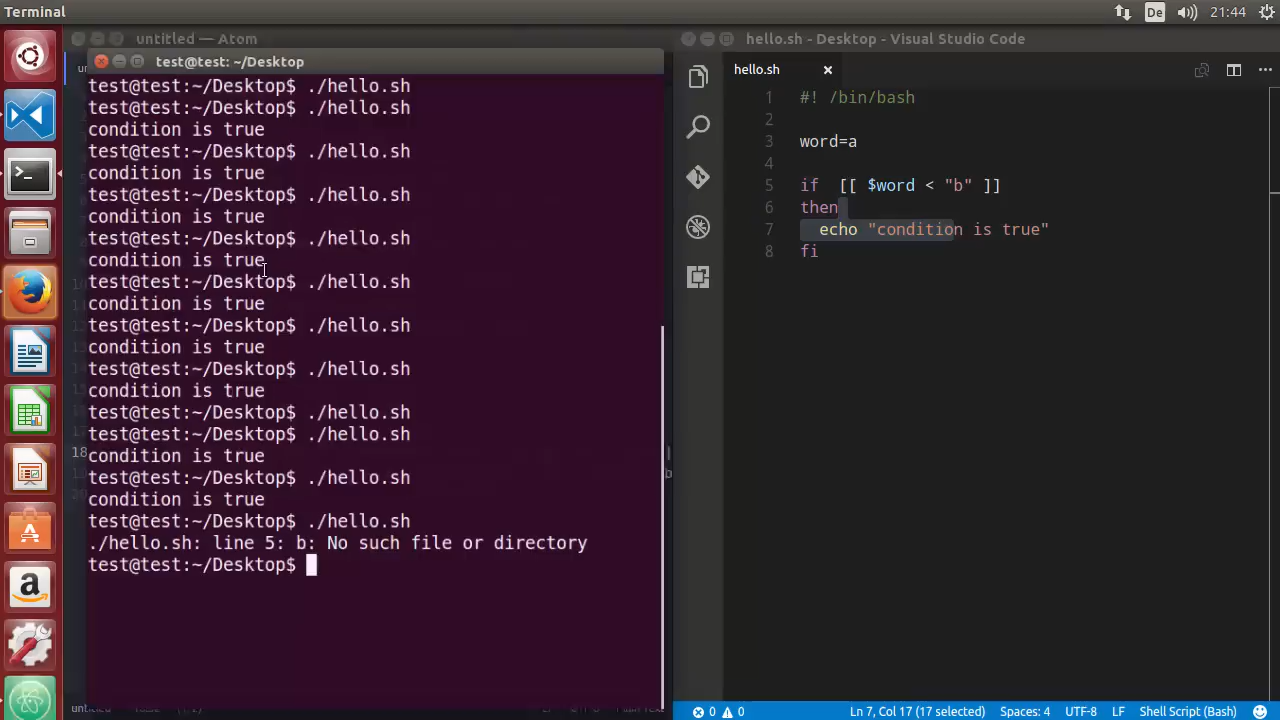 Terminal
De
21:44
untitled — Atom
test@test: ~/Desktop
test@test:~/Desktop$ ./hello.sh
test@test:~/Desktop$ ./hello.sh
condition is true
test@test:~/Desktop$ ./hello.sh
condition is true
test@test:~/Desktop$ ./hello.sh
condition is true
test@test:~/Desktop$ ./hello.sh
condition is true
test@test:~/Desktop$ ./hello.sh
condition is true
test@test:~/Desktop$ ./hello.sh
condition is true
test@test:~/Desktop$ ./hello.sh
condition is true
test@test:~/Desktop$ ./hello.sh
test@test:~/Desktop$ ./hello.sh
condition is true
test@test:~/Desktop$ ./hello.sh
condition is true
test@test:~/Desktop$ ./hello.sh
./hello.sh: line 5: b: No such file or directory
test@test:~/Desktop$
18
hello.sh - Desktop - Visual Studio Code
hello.sh
1 #! /bin/bash
2
3 word=a
4
5 if [[ $word < "b" ]]
6 then
7 echo "condition is true"
8 fi
0 0
Ln 7, Col 17 (17 selected)
Spaces: 4
UTF-8
LF
Shell Script (Bash)